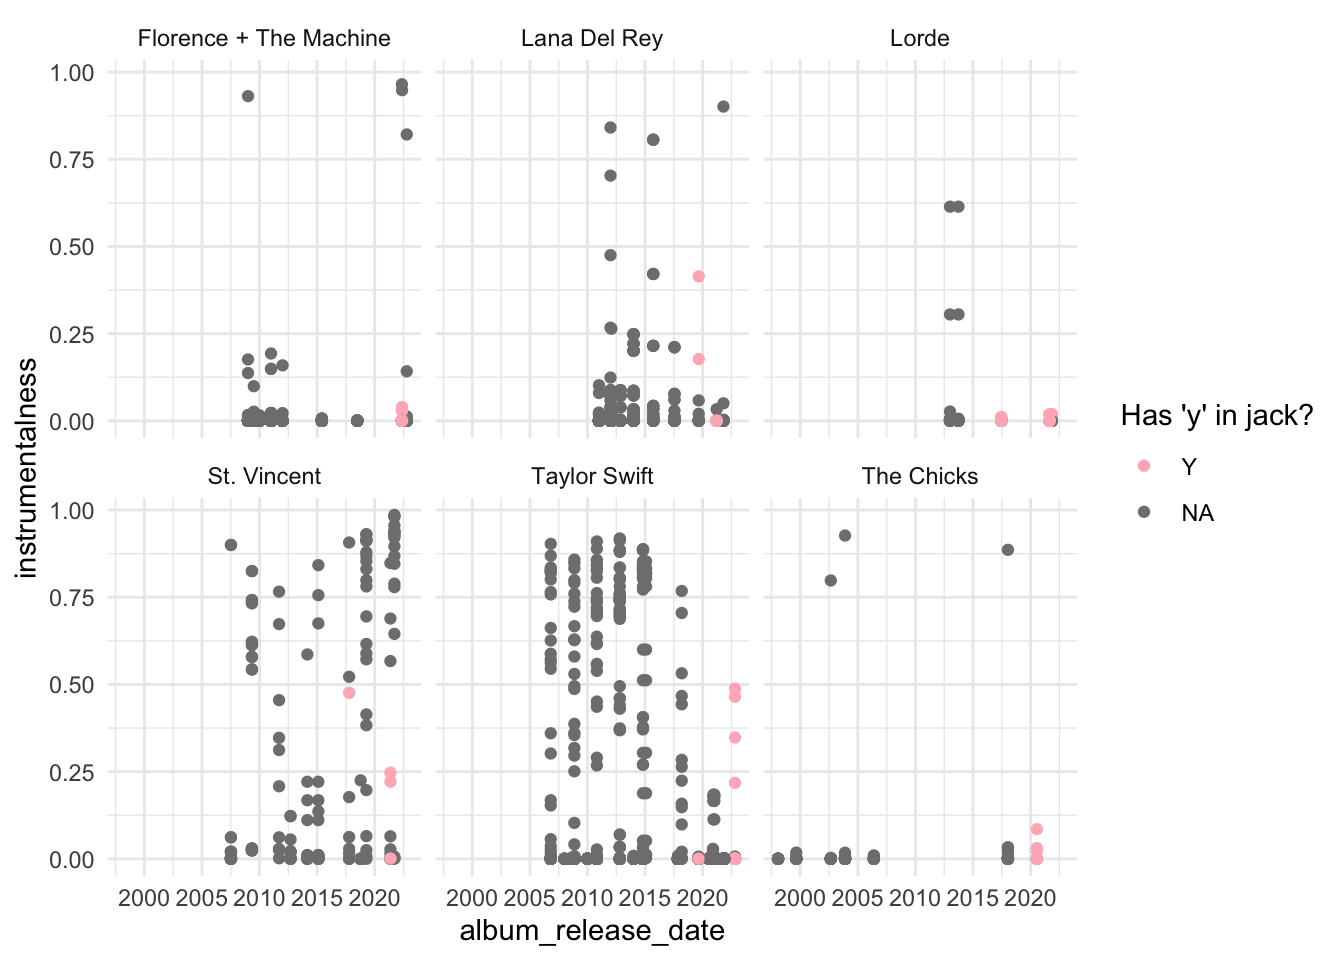 Florence + The Machine
Lana Del Rey
Lorde
1.00
0.75
0.50
0.25
0.00
St. Vincent
Taylor Swift
The Chicks
1.00
0.75
0.50
0.25
0.00
2000 2005 2010 2015 2020
2000 2005 2010 2015 2020
2000 2005 2010 2015 2020
album_release_date
instrumentalness
Has 'y' in jack?
Y
NA